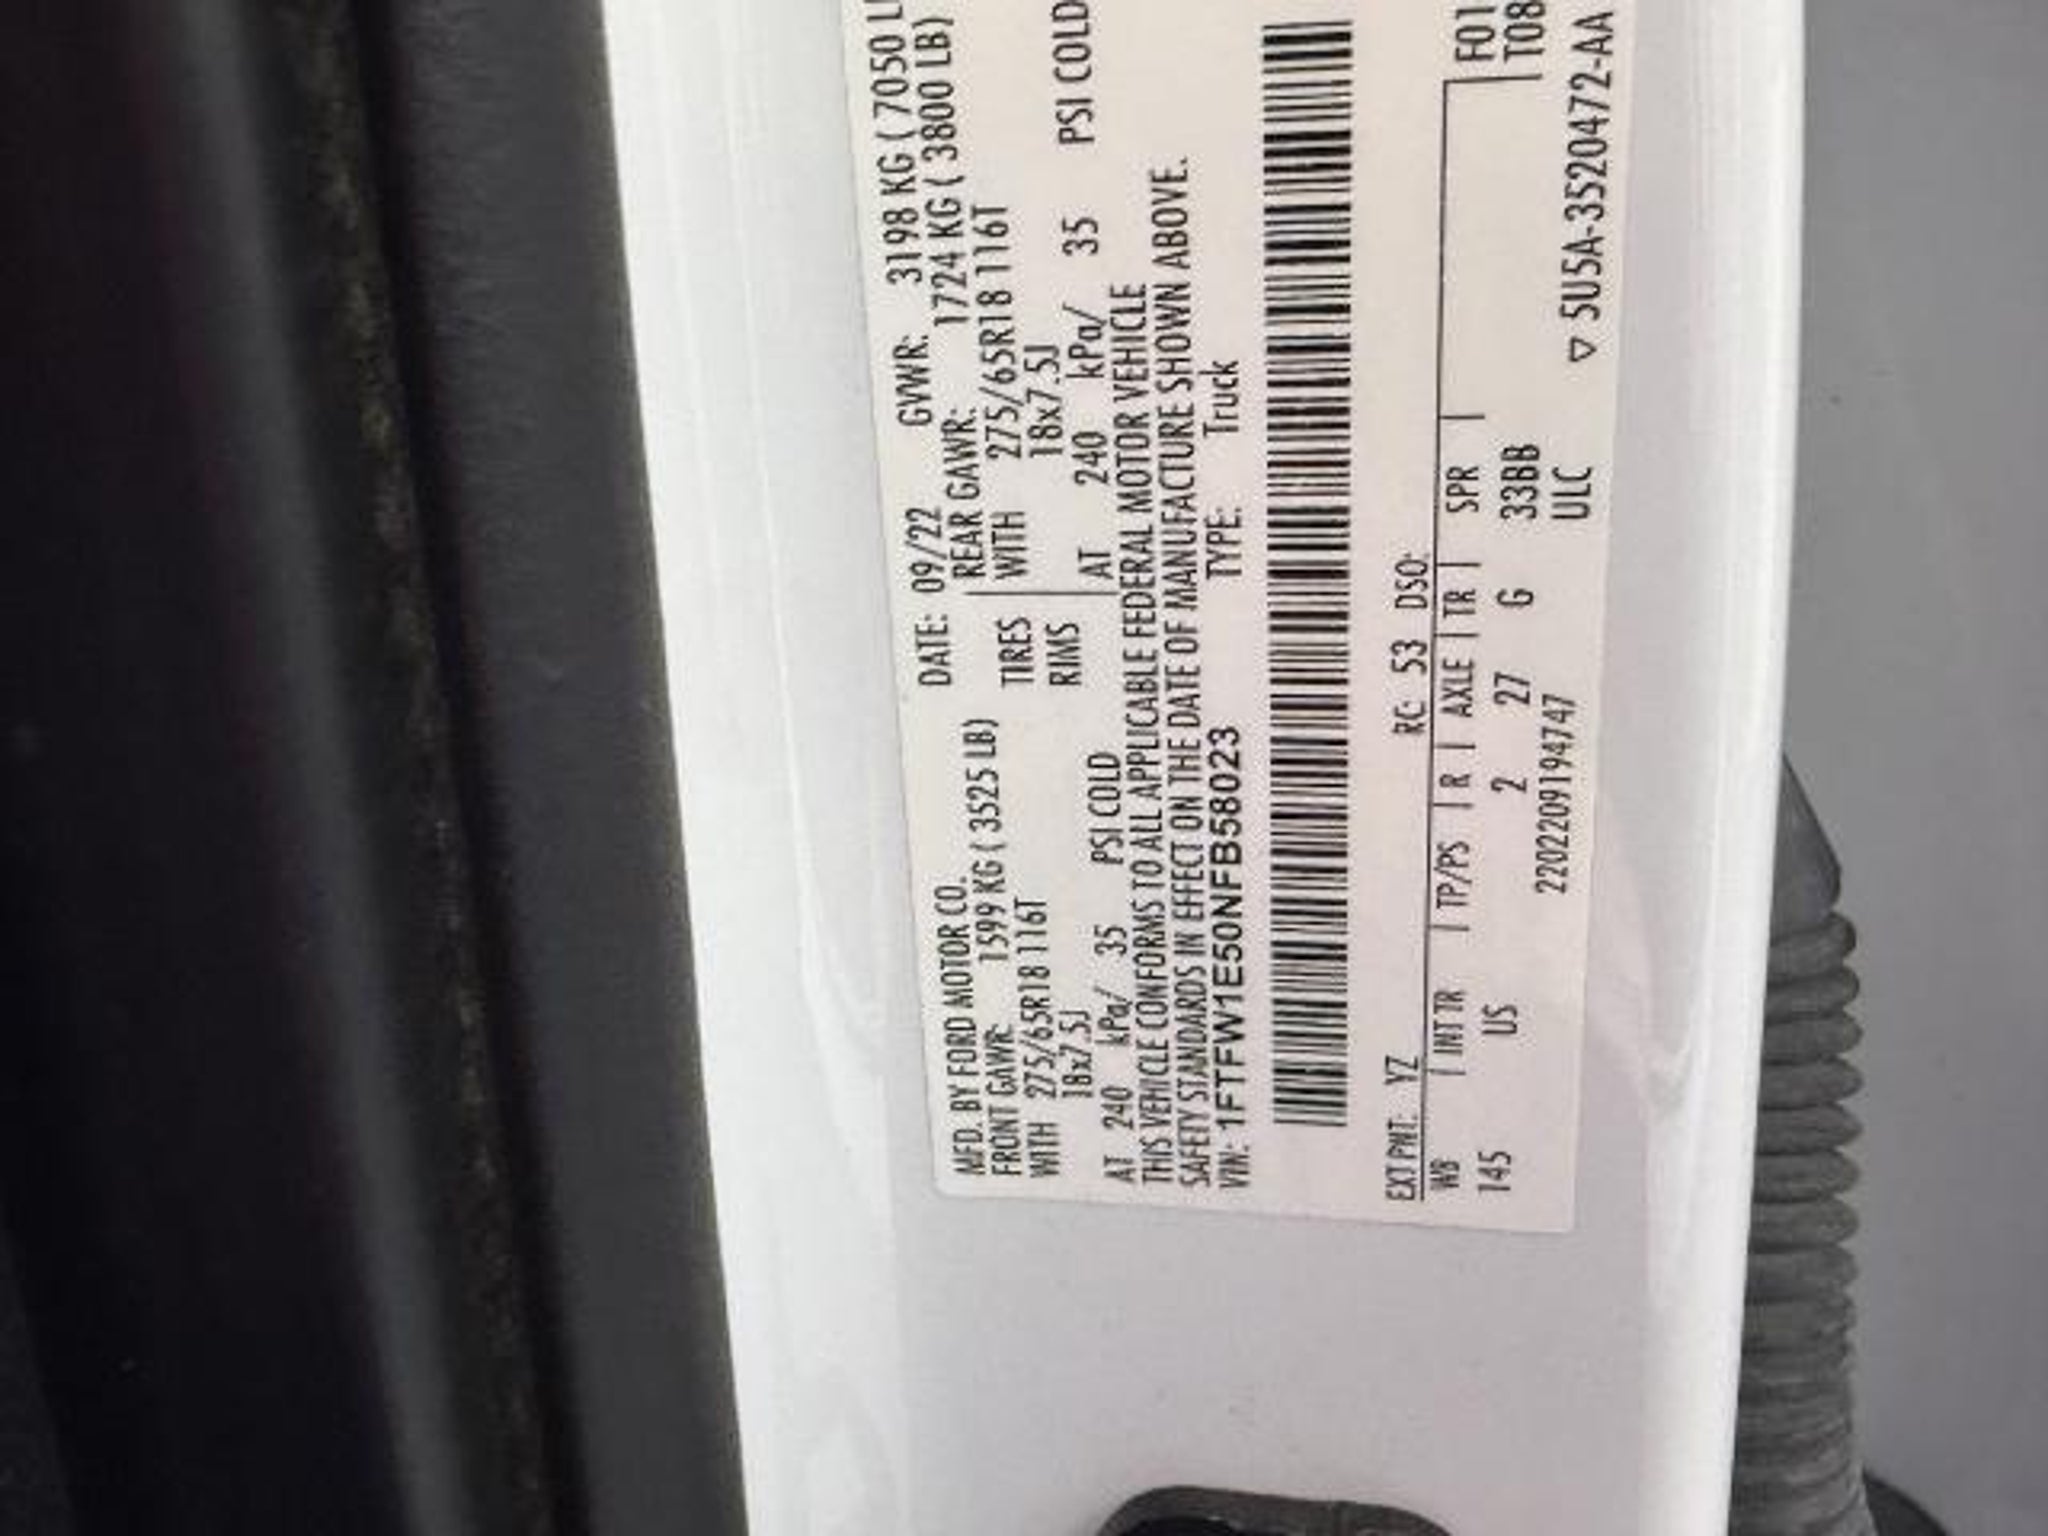 MFD. BY FORD MOTOR CO. DATE: 09/22 GVWR: 3198 KG ( 7050 L
FRONT GAWR: 1599 KG ( 3525 LB) REAR GAWR: 1724 KG ( 3800 LB)
WITH 275/65R18 116T TIRES WITH 275/65R18 116T
18x7.5J RIMS 18x7.5J
AT 240 kPa/ 35 PSI COLD AT 240 kPa/ 35 PSI COLD
THIS VEHICLE CONFORMS TO ALL APPLICABLE FEDERAL MOTOR VEHICLE
SAFETY STANDARDS IN EFFECT ON THE DATE OF MANUFACTURE SHOWN ABOVE.
VIN: 1FTFW1E50NFB58023 TYPE: Truck
EXT PNT: YZ RC: 53 DSO:
WB | INT TR | TP/PS | R | AXLE | TR | SPR | F01
145 US 2 27 G 33BB T08
2202209194747 ULC
▽ 5U5A-3520472-AA